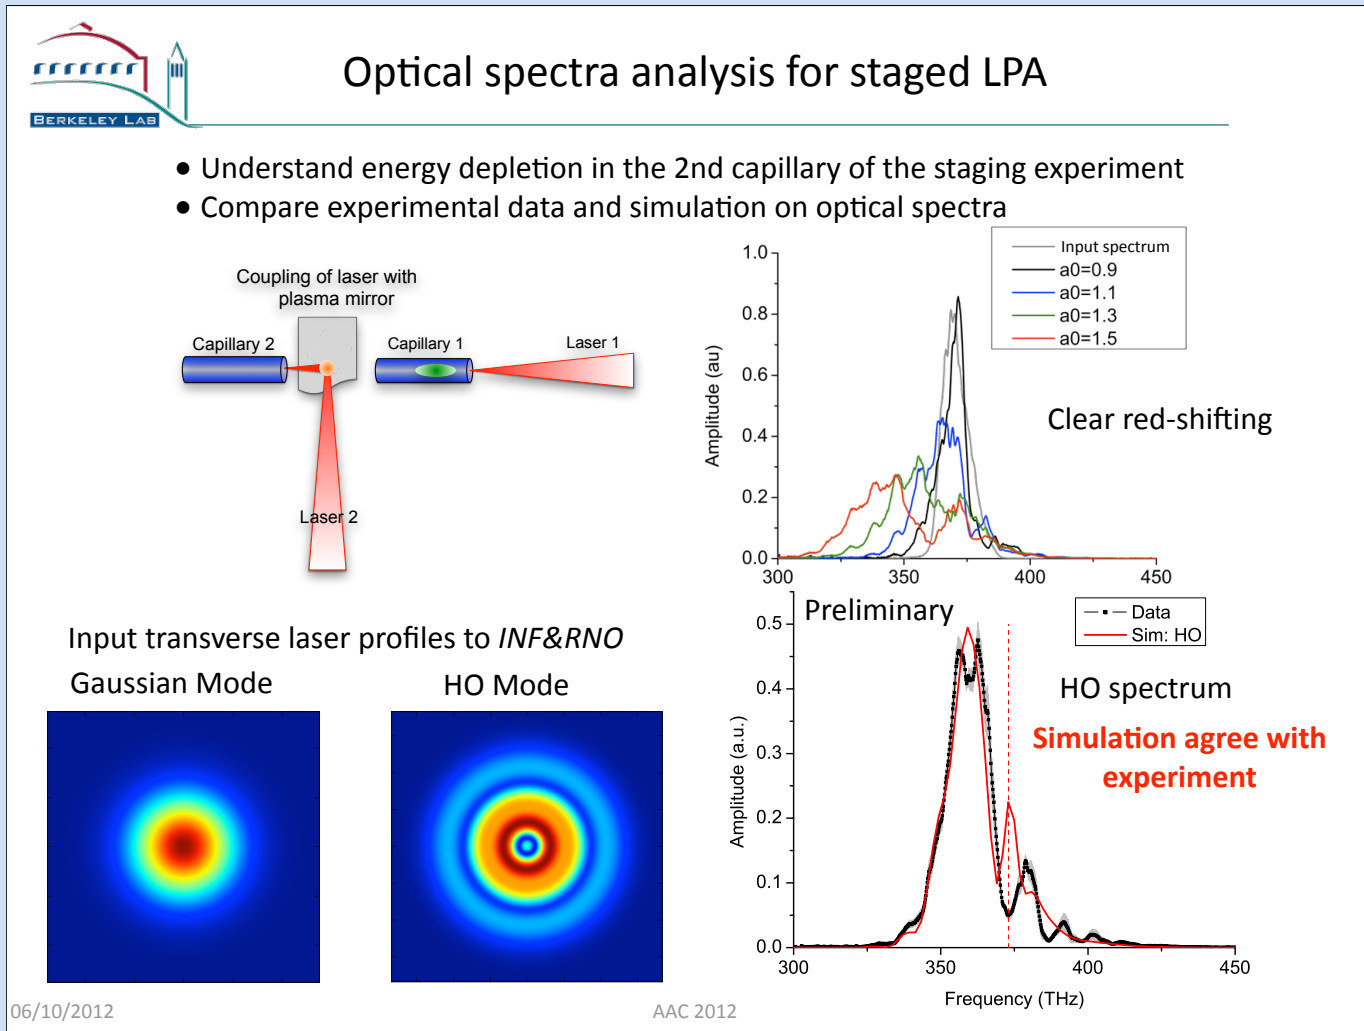 BERKELEY LAB
Optical spectra analysis for staged LPA
● Understand energy depletion in the 2nd capillary of the staging experiment
● Compare experimental data and simulation on optical spectra
Coupling of laser with
plasma mirror
Capillary 2
Capillary 1
Laser 1
Laser 2
Input spectrum
a0=0.9
a0=1.1
a0=1.3
a0=1.5
Clear red-shifting
Amplitude (au)
1.0
0.8
0.6
0.4
0.2
0.0
300
350
400
450
Input transverse laser profiles to INF&RNO
Gaussian Mode
HO Mode
Preliminary
Data
Sim: HO
HO spectrum
Simulation agree with
experiment
Amplitude (a.u.)
0.5
0.4
0.3
0.2
0.1
0.0
300
350
400
450
Frequency (THz)
06/10/2012
AAC 2012